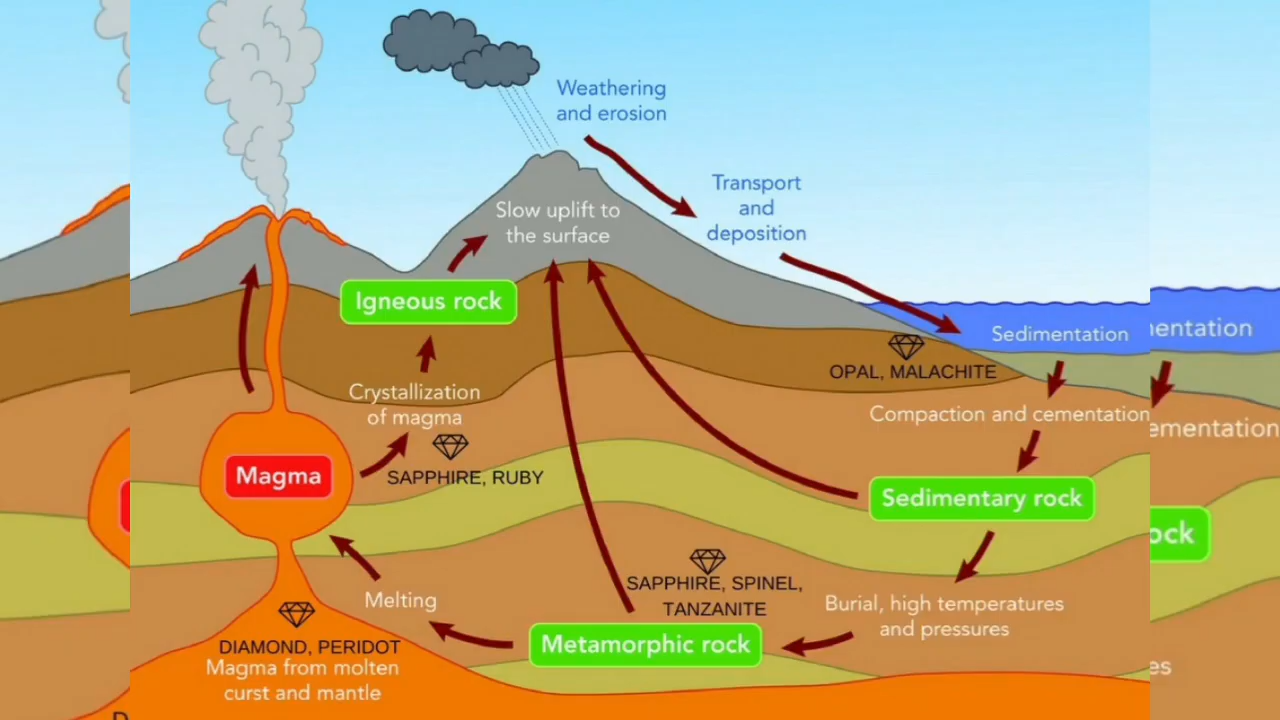 Weathering
and erosion
Transport
and
deposition
Slow uplift to
the surface
Igneous rock
Sedimentation
OPAL, MALACHITE
Crystallization
of magma
Compaction and cementation
SAPPHIRE, RUBY
Magma
Sedimentary rock
SAPPHIRE, SPINEL,
TANZANITE
Melting
Burial, high temperatures
and pressures
Metamorphic rock
DIAMOND, PERIDOT
Magma from molten
curst and mantle